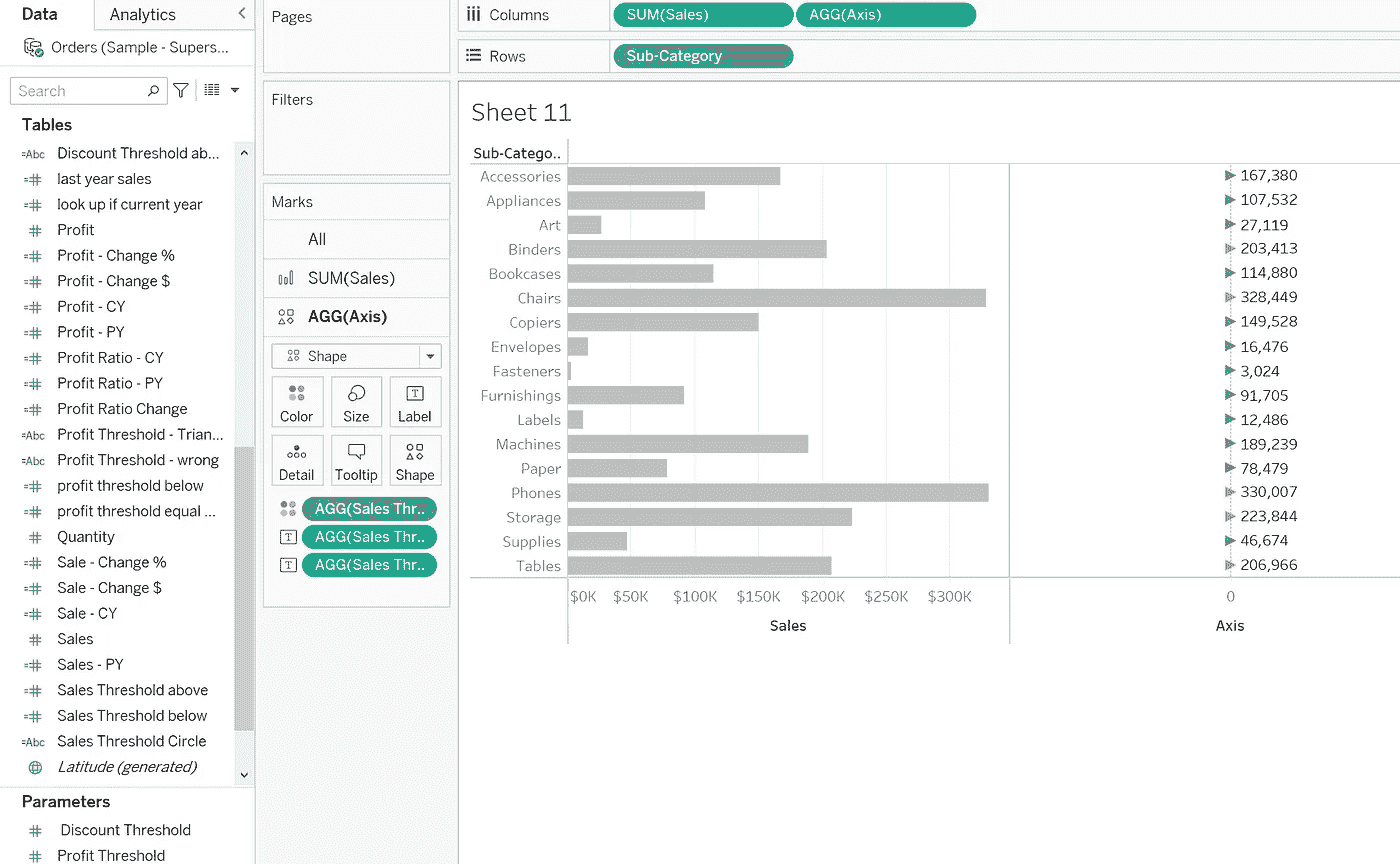 Data
Analytics
Orders (Sample - Supers...
Search
Tables
=Abc Discount Threshold ab...
=# last year sales
=# look up if current year
# Profit
=# Profit - Change %
=# Profit - Change $
=# Profit - CY
=# Profit - PY
=# Profit Ratio - CY
=# Profit Ratio - PY
=# Profit Ratio Change
=Abc Profit Threshold - Trian...
=Abc Profit Threshold - wrong
=# profit threshold below
=# profit threshold equal ...
# Quantity
=# Sale - Change %
=# Sale - Change $
=# Sale - CY
# Sales
=# Sales - PY
=# Sales Threshold above
=# Sales Threshold below
=Abc Sales Threshold Circle
Latitude (generated)
Parameters
# Discount Threshold
# Profit Threshold
Pages
Filters
Marks
All
SUM(Sales)
AGG(Axis)
Shape
Color Size T Label
Detail Tooltip Shape
AGG(Sales Thr..
T AGG(Sales Thr..
T AGG(Sales Thr..
Columns SUM(Sales) AGG(Axis)
Rows Sub-Category
Sheet 11
Sub-Catego..
Accessories 167,380
Appliances 107,532
Art 27,119
Binders 203,413
Bookcases 114,880
Chairs 328,449
Copiers 149,528
Envelopes 16,476
Fasteners 3,024
Furnishings 91,705
Labels 12,486
Machines 189,239
Paper 78,479
Phones 330,007
Storage 223,844
Supplies 46,674
Tables 206,966
$0K $50K $100K $150K $200K $250K $300K 0
Sales Axis